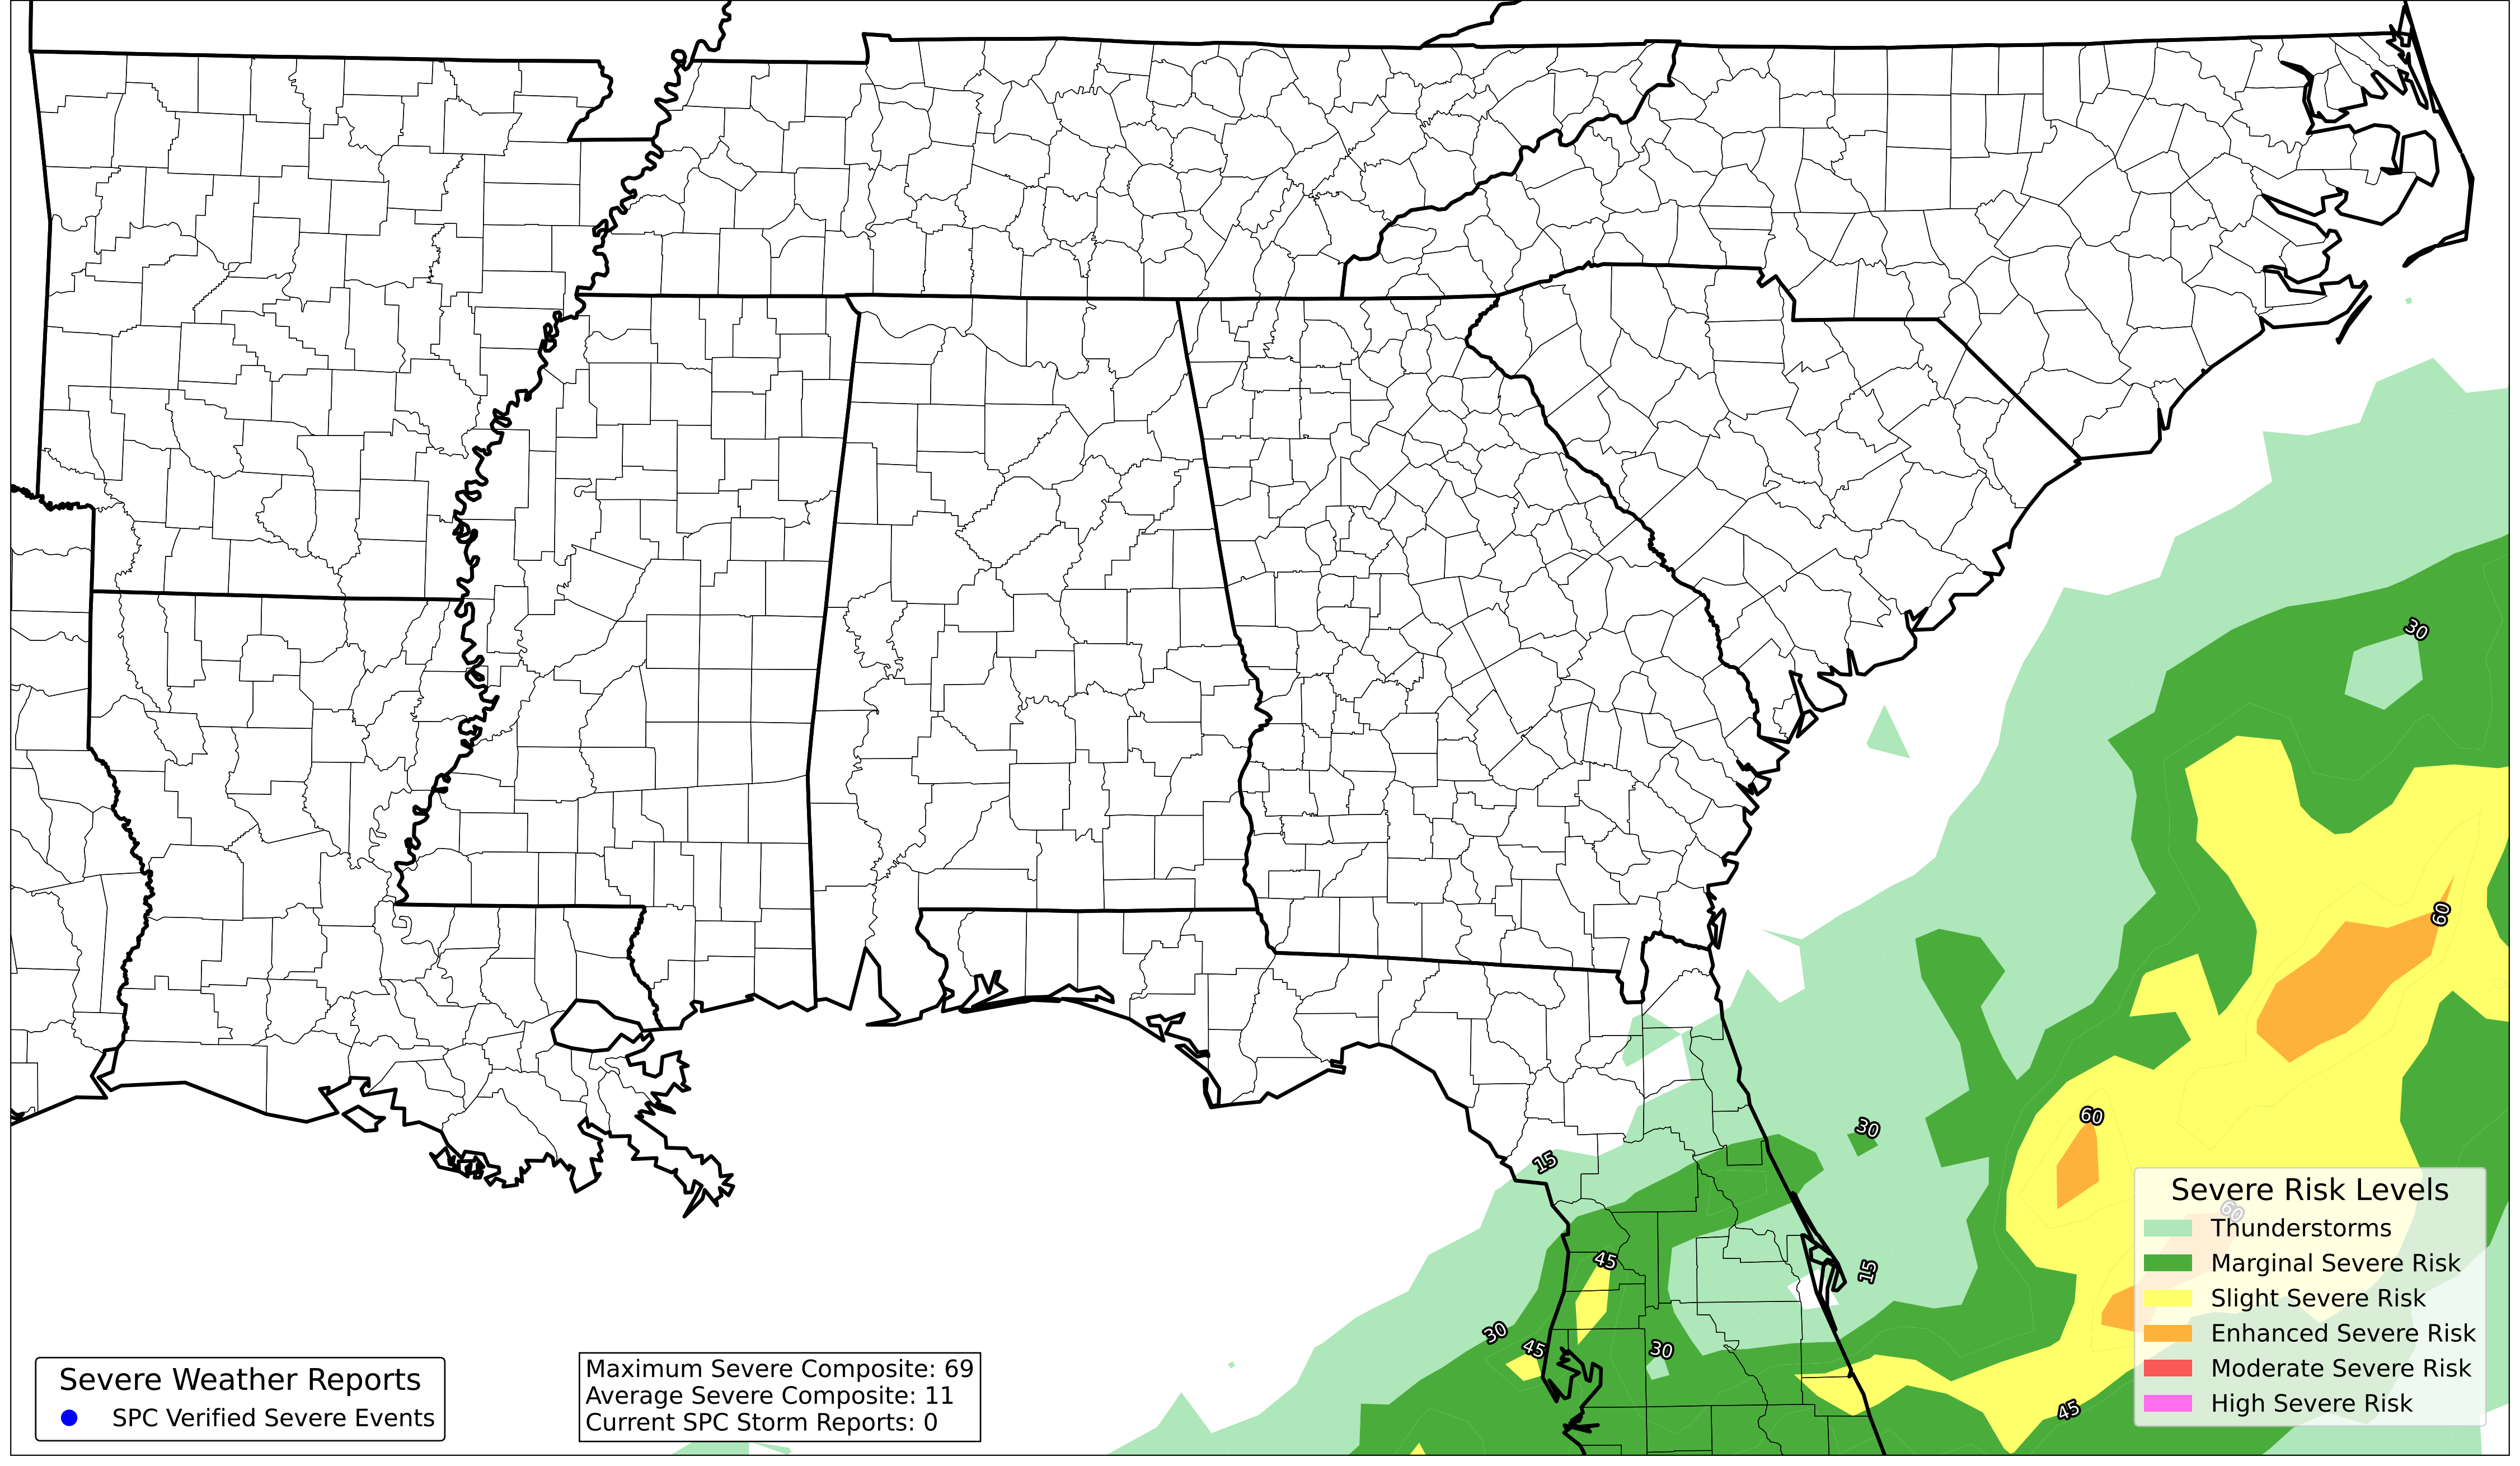 30
60
60
30
15
60
45
15
30
45
30
45
Severe Risk Levels
Thunderstorms
Marginal Severe Risk
Slight Severe Risk
Enhanced Severe Risk
Moderate Severe Risk
High Severe Risk
Severe Weather Reports
SPC Verified Severe Events
Maximum Severe Composite: 69
Average Severe Composite: 11
Current SPC Storm Reports: 0